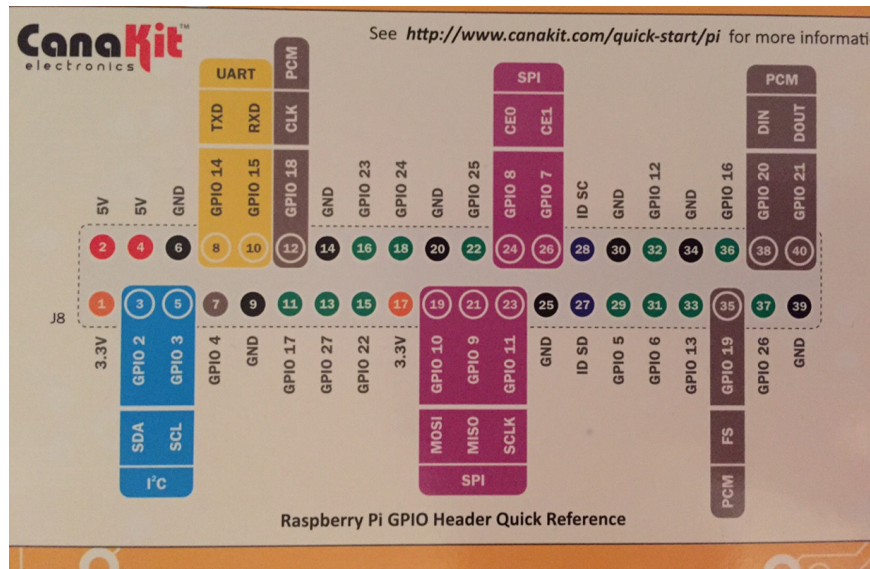 CanaKit™
electronics
See http://www.canakit.com/quick-start/pi for more informati
UART PCM SPI PCM
TXD RXD CLK CE0 CE1 DIN DOUT
5V 5V GND GPIO 14 GPIO 15 GPIO 18 GND GPIO 23 GPIO 24 GND GPIO 25 GPIO 8 GPIO 7 ID SC GND GPIO 12 GND GPIO 16 GPIO 20 GPIO 21
2 4 6 8 10 12 14 16 18 20 22 24 26 28 30 32 34 36 38 40
1 3 5 7 9 11 13 15 17 19 21 23 25 27 29 31 33 35 37 39
J8
3.3V GPIO 2 GPIO 3 GPIO 4 GND GPIO 17 GPIO 27 GPIO 22 3.3V GPIO 10 GPIO 9 GPIO 11 GND ID SD GPIO 5 GPIO 6 GPIO 13 GPIO 19 GPIO 26 GND
SDA SCL MOSI MISO SCLK FS
I²C SPI PCM
Raspberry Pi GPIO Header Quick Reference